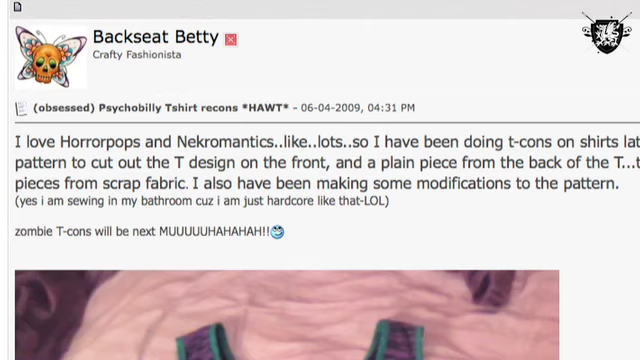 Backseat Betty
Crafty Fashionista
(obsessed) Psychobilly Tshirt recons *HAWT* - 06-04-2009, 04:31 PM
I love Horrorpops and Nekromantics..like..lots..so I have been doing t-cons on shirts lat
pattern to cut out the T design on the front, and a plain piece from the back of the T...t
pieces from scrap fabric. I also have been making some modifications to the pattern.
(yes i am sewing in my bathroom cuz i am just hardcore like that-LOL)
zombie T-cons will be next MUUUUUHAHAHAH!!